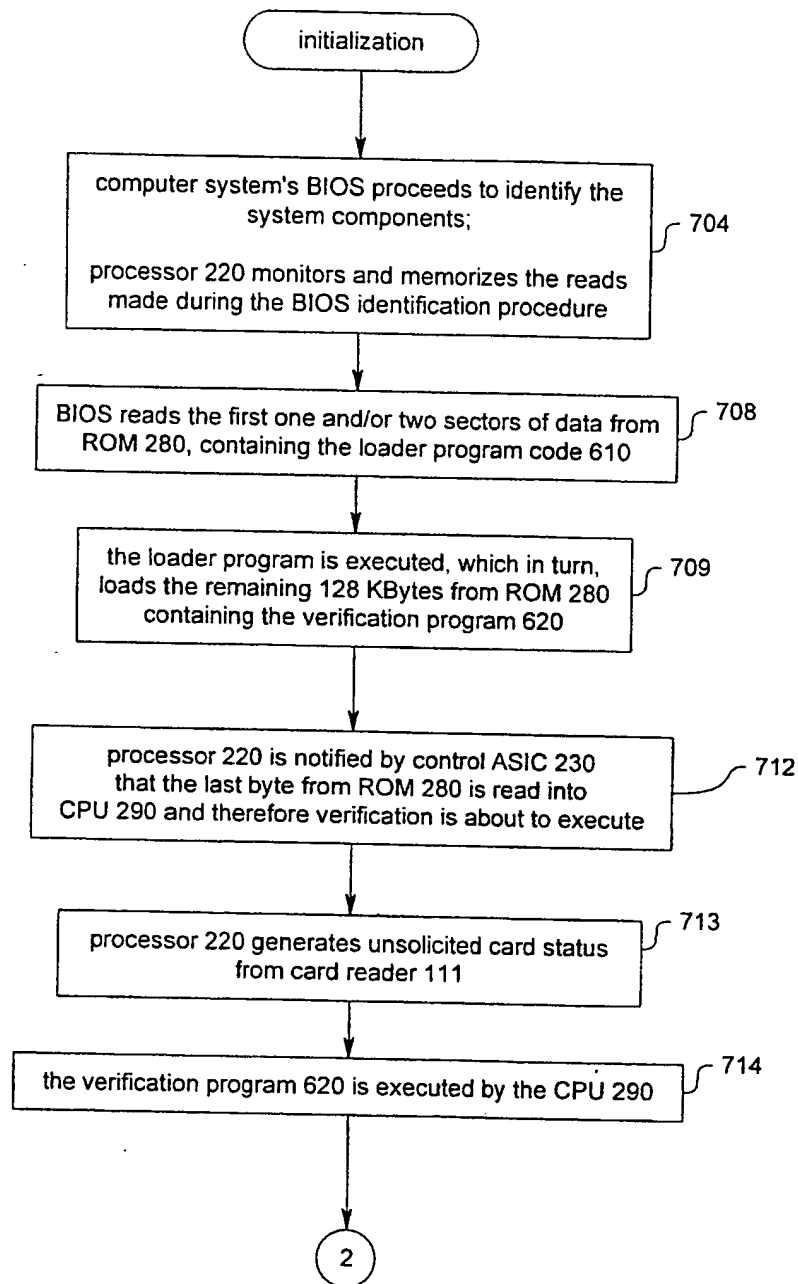 initialization
computer system's BIOS proceeds to identify the
system components;
704
processor 220 monitors and memorizes the reads
made during the BIOS identification procedure
BIOS reads the first one and/or two sectors of data from
ROM 280, containing the loader program code 610
708
the loader program is executed, which in turn,
loads the remaining 128 KBytes from ROM 280
containing the verification program 620
709
processor 220 is notified by control ASIC 230
that the last byte from ROM 280 is read into
CPU 290 and therefore verification is about to execute
712
processor 220 generates unsolicited card status
from card reader 111
713
the verification program 620 is executed by the CPU 290
714
2